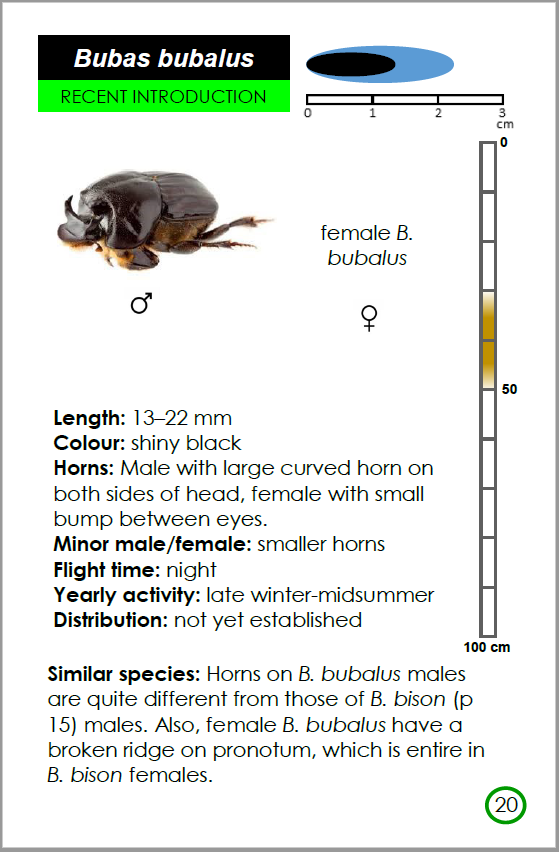 Bubas bubalus
RECENT INTRODUCTION
0 1 2 3
cm
0
female B.
bubalus
♂
♀
50
Length: 13–22 mm
Colour: shiny black
Horns: Male with large curved horn on
both sides of head, female with small
bump between eyes.
Minor male/female: smaller horns
Flight time: night
Yearly activity: late winter-midsummer
Distribution: not yet established
100 cm
Similar species: Horns on B. bubalus males
are quite different from those of B. bison (p
15) males. Also, female B. bubalus have a
broken ridge on pronotum, which is entire in
B. bison females.
20